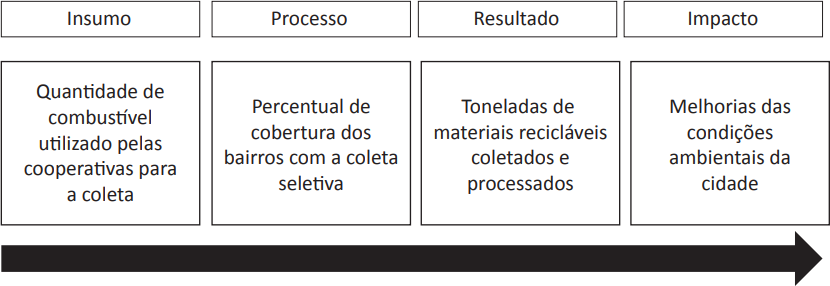 Insumo
Processo
Resultado
Impacto
Quantidade de
combustível
utilizado pelas
cooperativas para
a coleta
Percentual de
cobertura dos
bairros com a coleta
seletiva
Toneladas de
materiais recicláveis
coletados e
processados
Melhorias das
condições
ambientais da
cidade